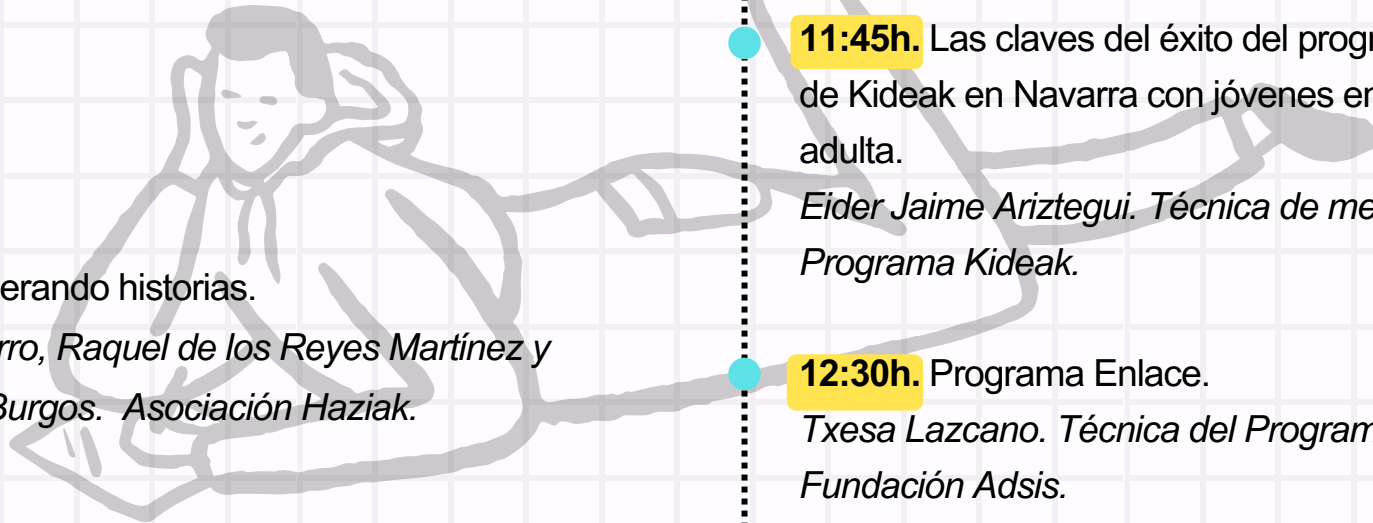 erando historias.
rro, Raquel de los Reyes Martínez y
Burgos. Asociación Haziak.
11:45h. Las claves del éxito del progr
de Kideak en Navarra con jóvenes en
adulta.
Eider Jaime Ariztegui. Técnica de me
Programa Kideak.
12:30h. Programa Enlace.
Txesa Lazcano. Técnica del Program
Fundación Adsis.